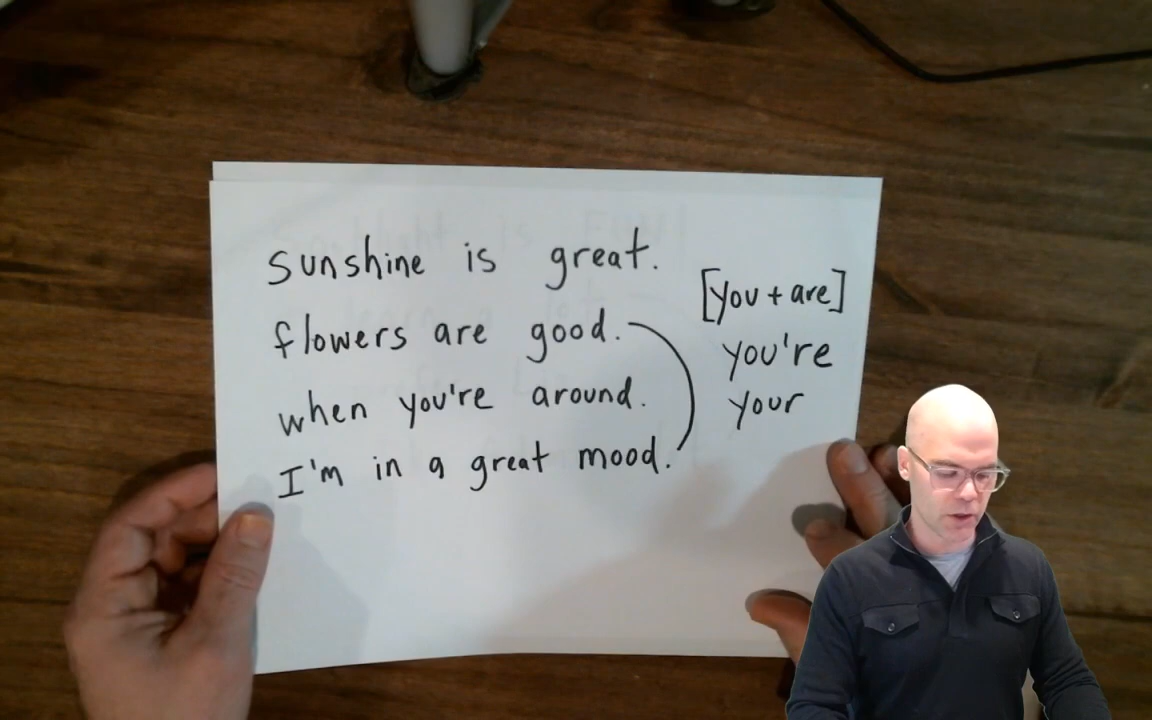 sunshine is great.
flowers are good.
when you're around.
I'm in a great mood.
[you + are]
you're
your